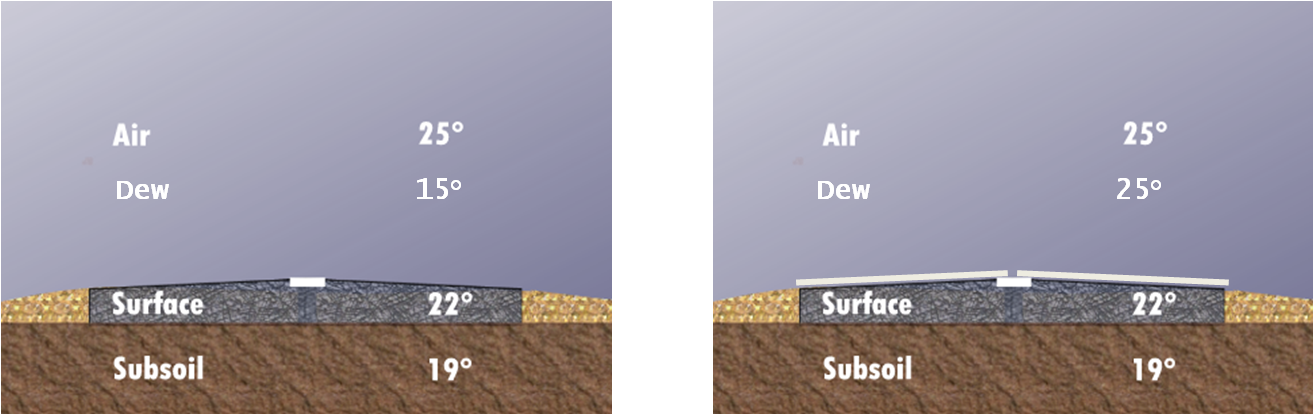 Air 25°
Dew 15°
Surface 22°
Subsoil 19°
Air 25°
Dew 25°
Surface 22°
Subsoil 19°